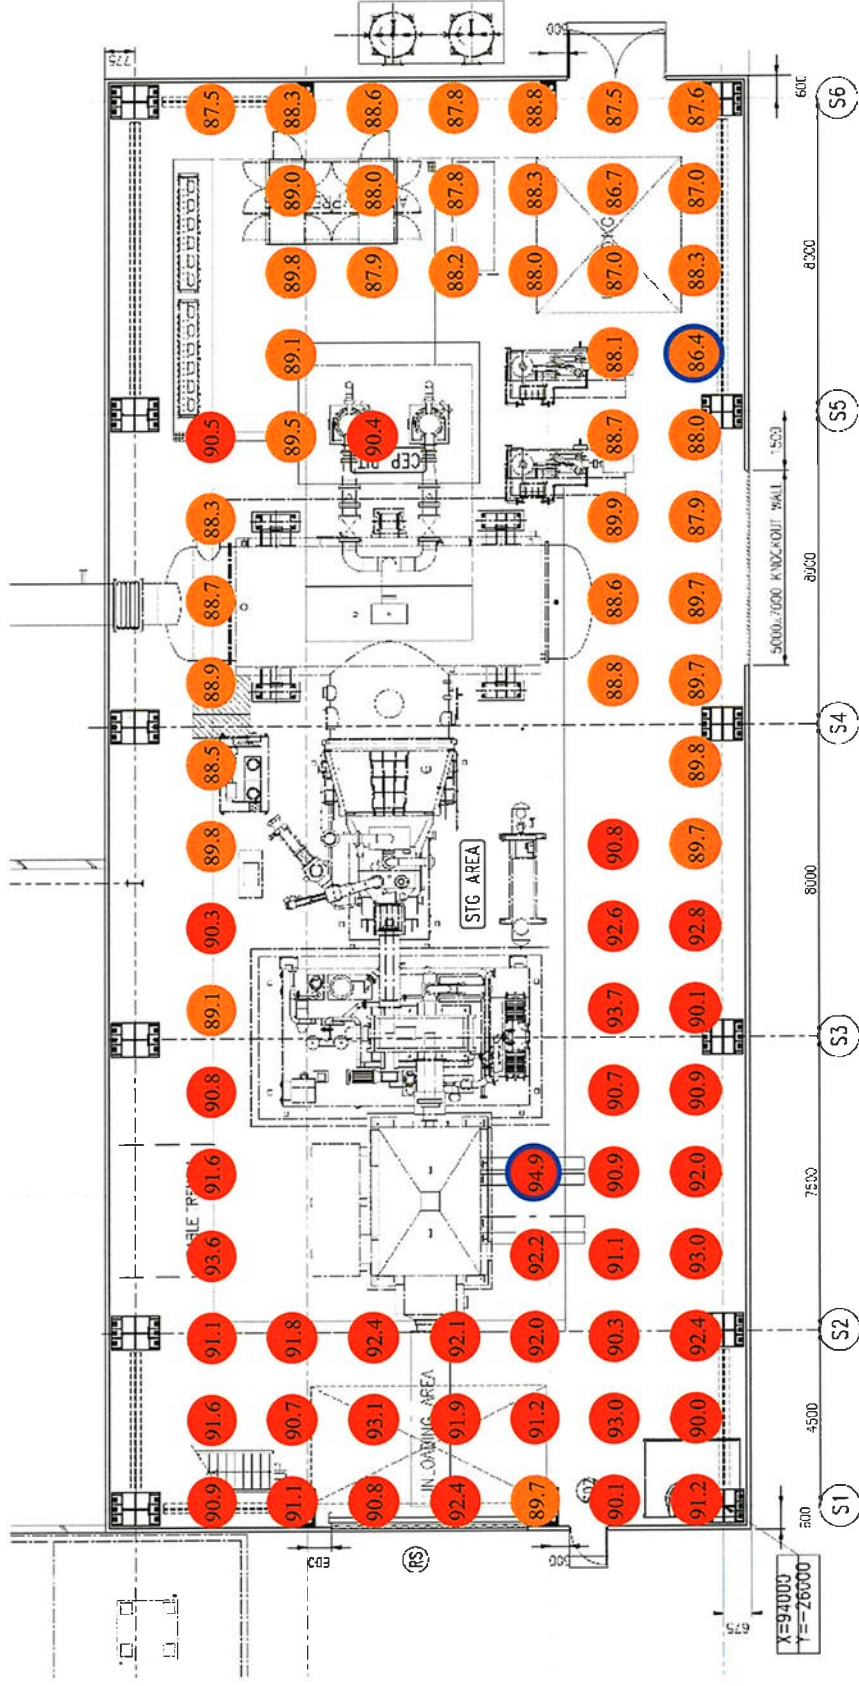 775
90.9 91.6 91.1 93.6 91.6 90.8 89.1 90.3 89.8 88.5 88.9 88.7 88.3 90.5 87.5
91.1 90.7 91.8 89.5 89.1 89.8 89.0 88.3
90.8 93.1 92.4 90.4 87.9 88.0 88.6
RS
CEP PIT
92.4 91.9 92.1 88.2 87.8 87.8
AREA
STG AREA
89.7 91.2 92.0 92.2 94.9 88.0 88.3 88.8
90.1 93.0 90.3 91.1 90.9 90.7 93.7 92.6 90.8 88.8 88.6 89.9 88.7 88.1 87.0 86.7 87.5
91.2 90.0 92.4 93.0 92.0 90.9 90.1 92.8 89.7 89.8 89.7 89.7 87.9 88.0 86.4 88.3 87.0 87.6
675
5000x7000 KNOCKOUT WALL 1500
X=94000
Y=-26000
4500 7500 8000 600
S1 S2 S3 S4 S5 S6